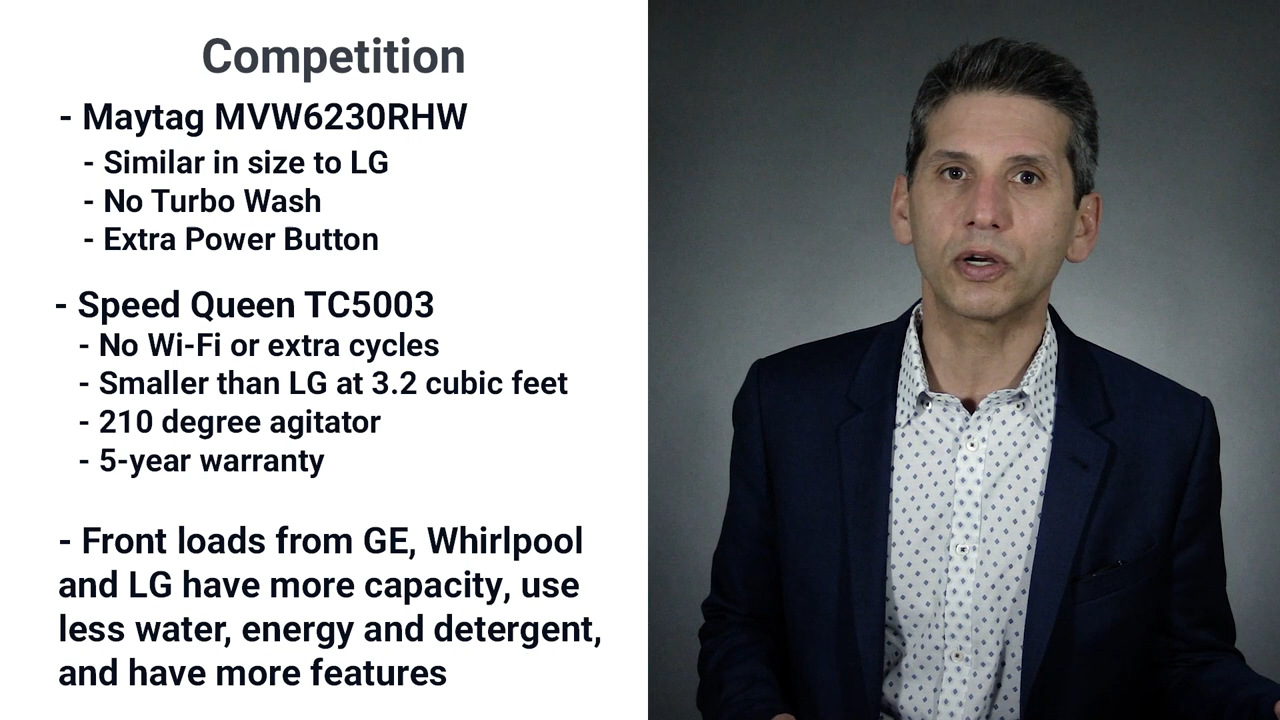 Competition
- Maytag MVW6230RHW
- Similar in size to LG
- No Turbo Wash
- Extra Power Button
- Speed Queen TC5003
- No Wi-Fi or extra cycles
- Smaller than LG at 3.2 cubic feet
- 210 degree agitator
- 5-year warranty
- Front loads from GE, Whirlpool
and LG have more capacity, use
less water, energy and detergent,
and have more features